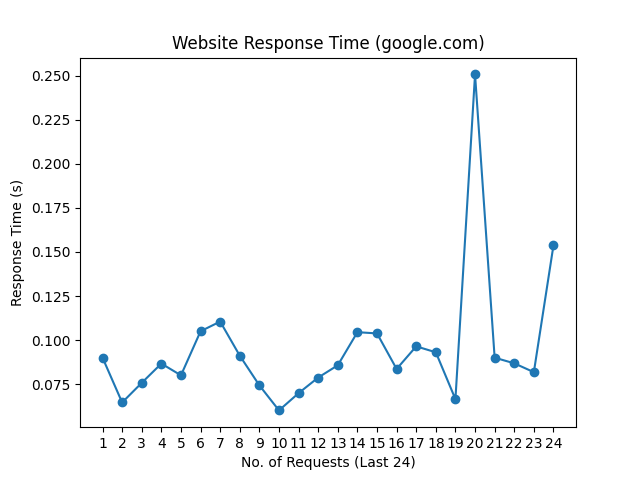 Website Response Time (google.com)
0.250
0.225
0.200
0.175
0.150
0.125
0.100
0.075
Response Time (s)
1 2 3 4 5 6 7 8 9 10 11 12 13 14 15 16 17 18 19 20 21 22 23 24
No. of Requests (Last 24)